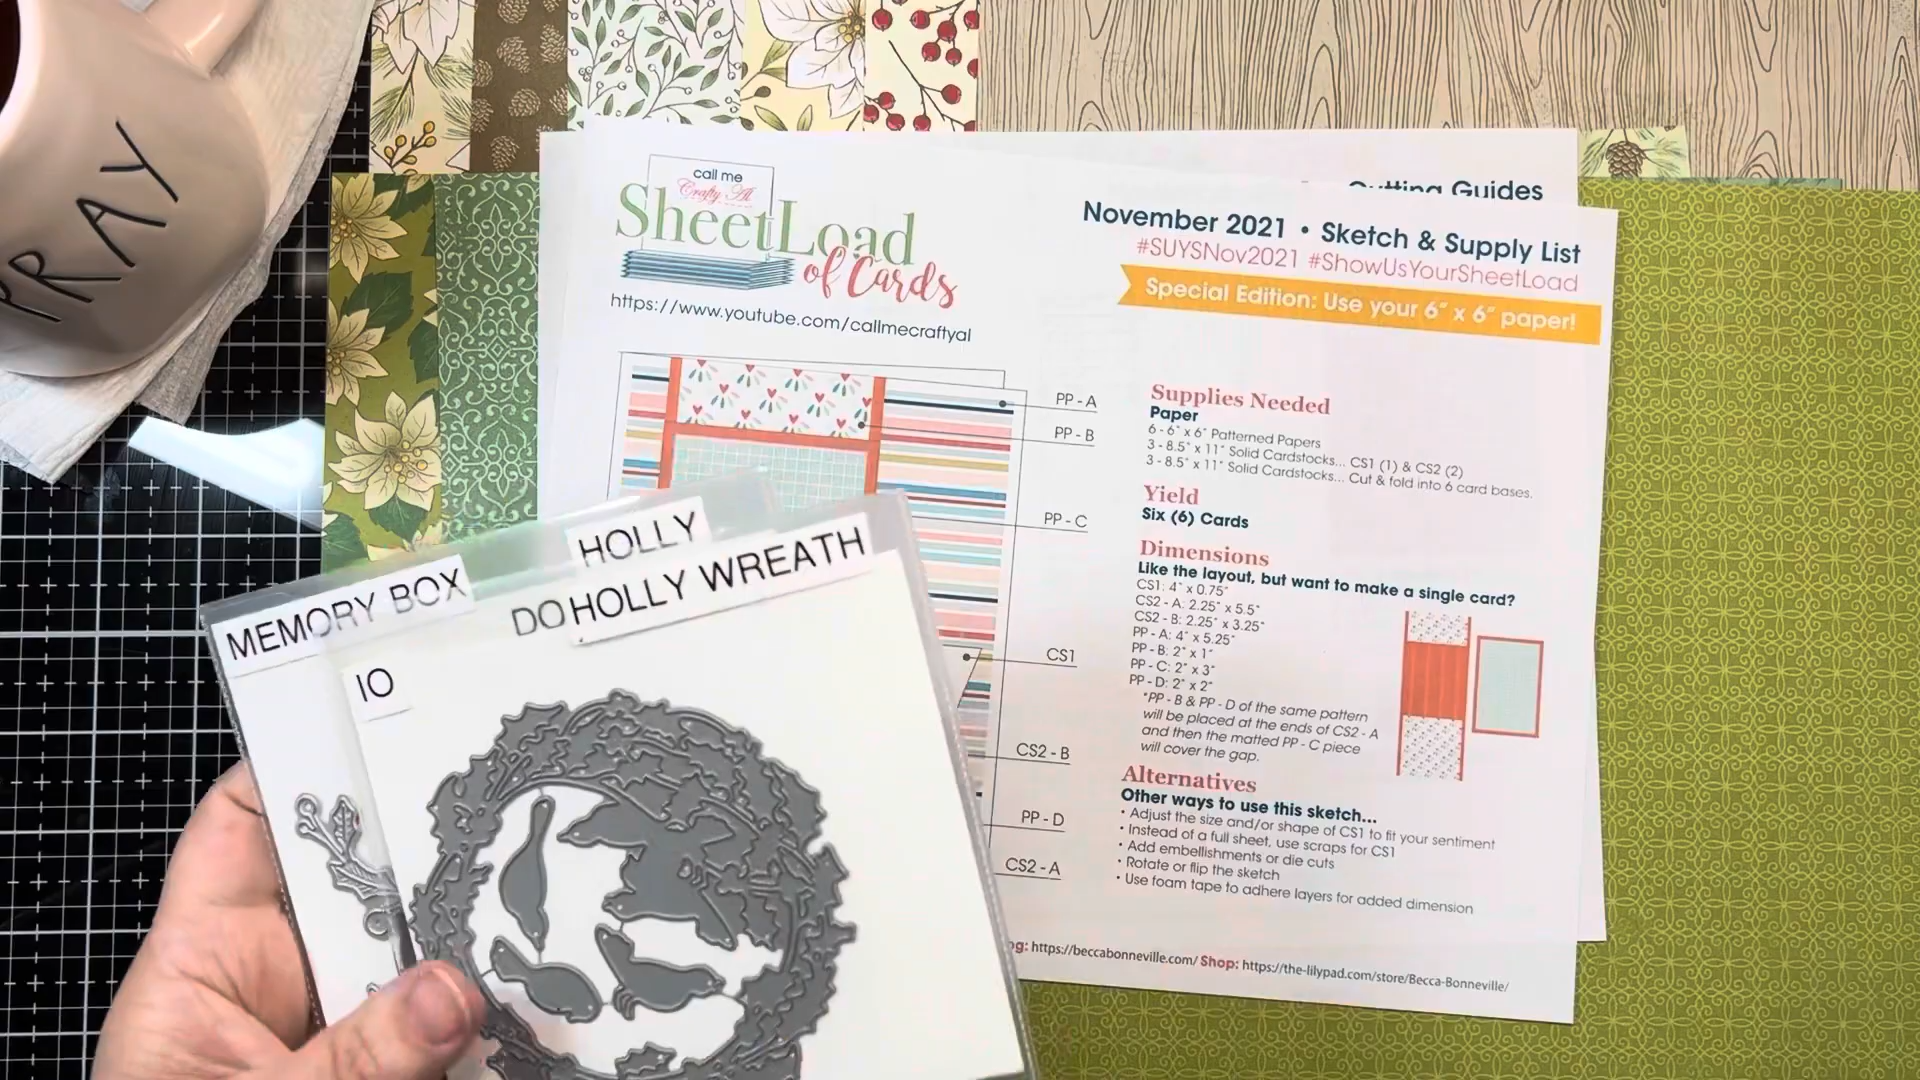 PRAY
Cutting Guides
call me
Crafty Al
SheetLoad
of Cards
https://www.youtube.com/callmecraftyal
November 2021 • Sketch & Supply List
#SUYSNov2021 #ShowUsYourSheetLoad
Special Edition: Use your 6" x 6" paper!
PP - A
PP - B
PP - C
CS1
CS2 - B
PP - D
CS2 - A
Supplies Needed
Paper
6 - 6" x 6" Patterned Papers
3 - 8.5" x 11" Solid Cardstocks... CS1 (1) & CS2 (2)
3 - 8.5" x 11" Solid Cardstocks... Cut & fold into 6 card bases.
Yield
Six (6) Cards
Dimensions
Like the layout, but want to make a single card?
CS1: 4" x 0.75"
CS2 - A: 2.25" x 5.5"
CS2 - B: 2.25" x 3.25"
PP - A: 4" x 5.25"
PP - B: 2" x 1"
PP - C: 2" x 3"
PP - D: 2" x 2"
*PP - B & PP - D of the same pattern
will be placed at the ends of CS2 - A
and then the matted PP - C piece
will cover the gap.
Alternatives
Other ways to use this sketch...
• Adjust the size and/or shape of CS1 to fit your sentiment
• Instead of a full sheet, use scraps for CS1
• Add embellishments or die cuts
• Rotate or flip the sketch
• Use foam tape to adhere layers for added dimension
og: https://beccabonneville.com/ Shop: https://the-lilypad.com/store/Becca-Bonneville/
HOLLY
MEMORY BOX
DO HOLLY WREATH
IO